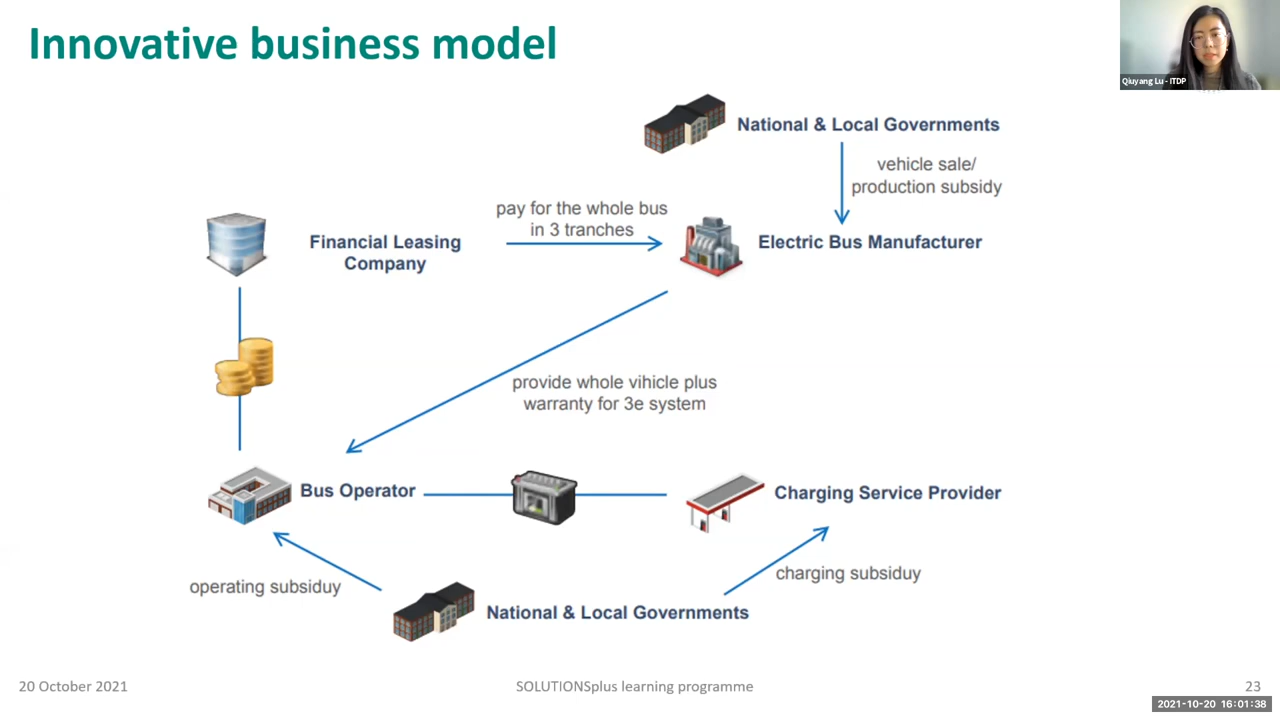 Innovative business model
Qiuyang Lu - ITDP
National & Local Governments
vehicle sale/
production subsidy
pay for the whole bus
in 3 tranches
Financial Leasing
Company
Electric Bus Manufacturer
provide whole vihicle plus
warranty for 3e system
Bus Operator
Charging Service Provider
operating subsiduy
charging subsiduy
National & Local Governments
20 October 2021
SOLUTIONSplus learning programme
23
2021-10-20 16:01:38